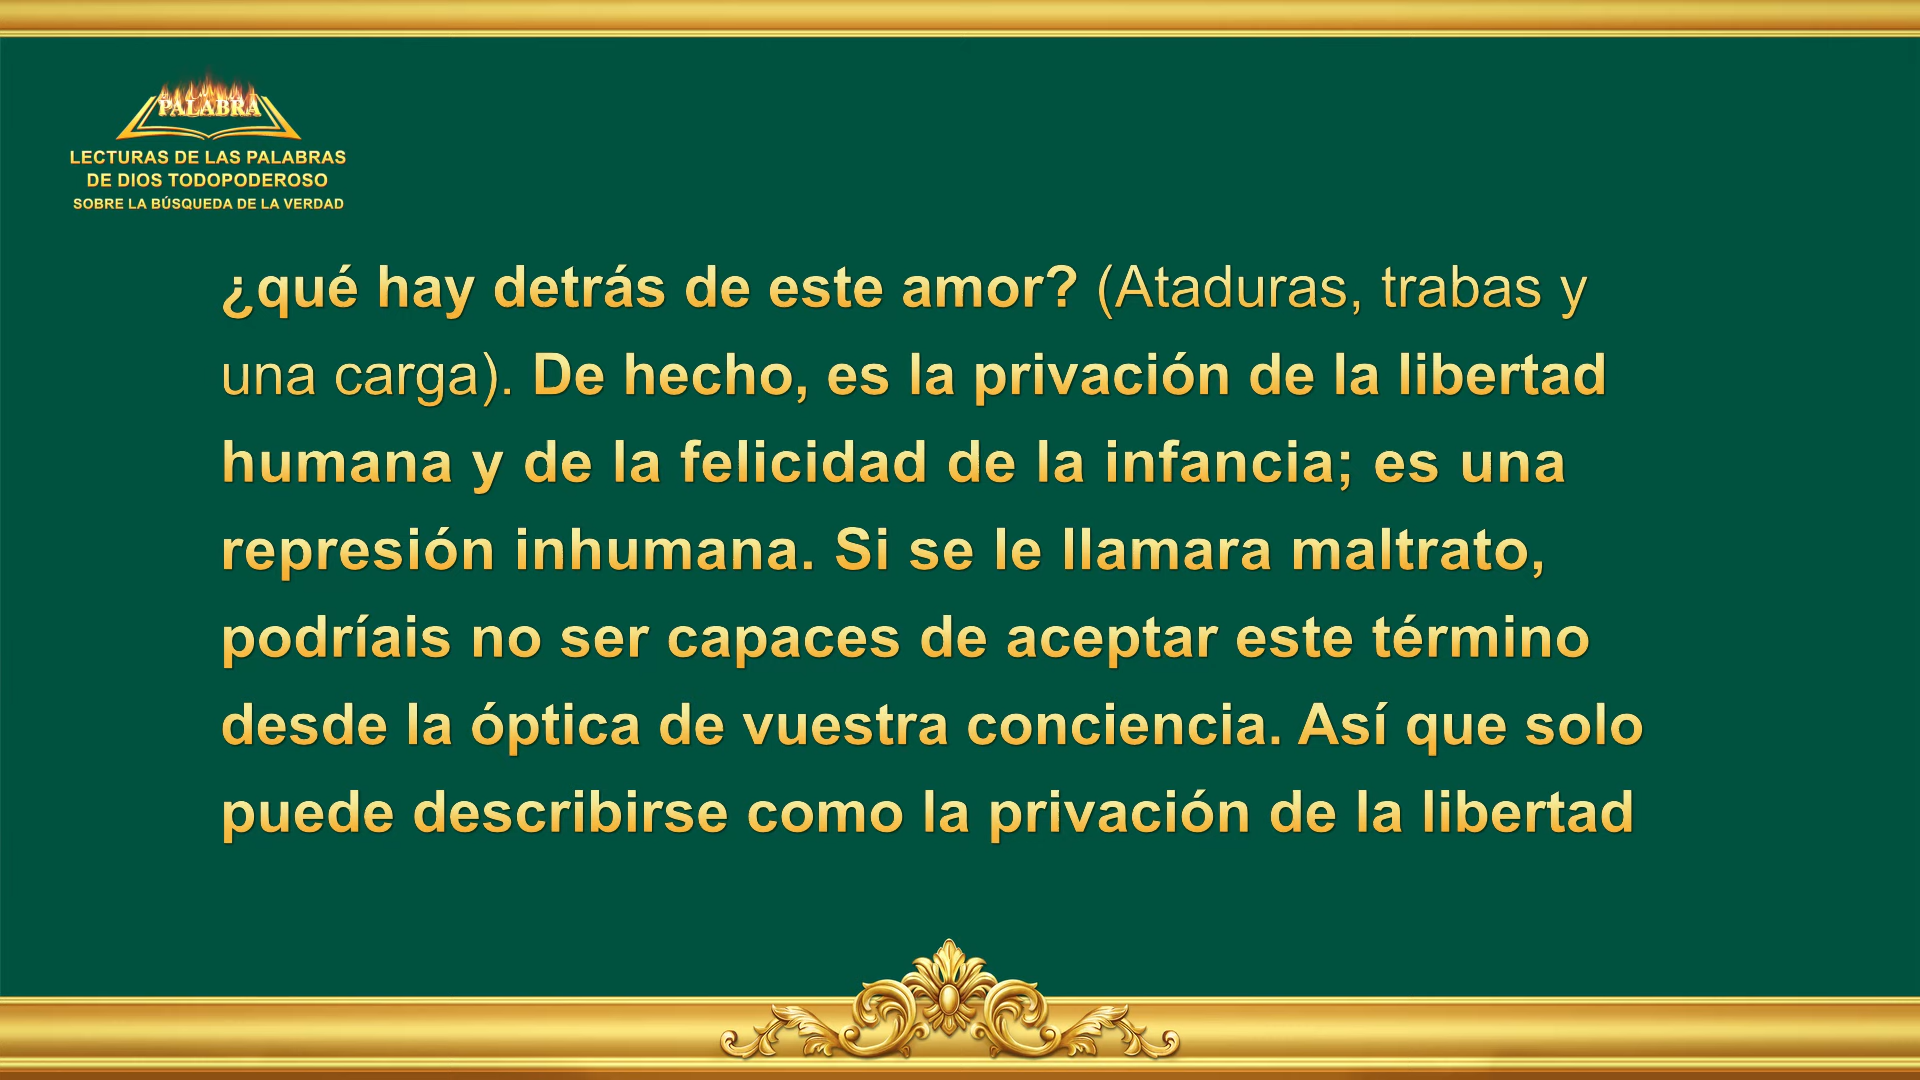 PALABRA
LECTURAS DE LAS PALABRAS
DE DIOS TODOPODEROSO
SOBRE LA BÚSQUEDA DE LA VERDAD
¿qué hay detrás de este amor? (Ataduras, trabas y
una carga). De hecho, es la privación de la libertad
humana y de la felicidad de la infancia; es una
represión inhumana. Si se le llamara maltrato,
podríais no ser capaces de aceptar este término
desde la óptica de vuestra conciencia. Así que solo
puede describirse como la privación de la libertad